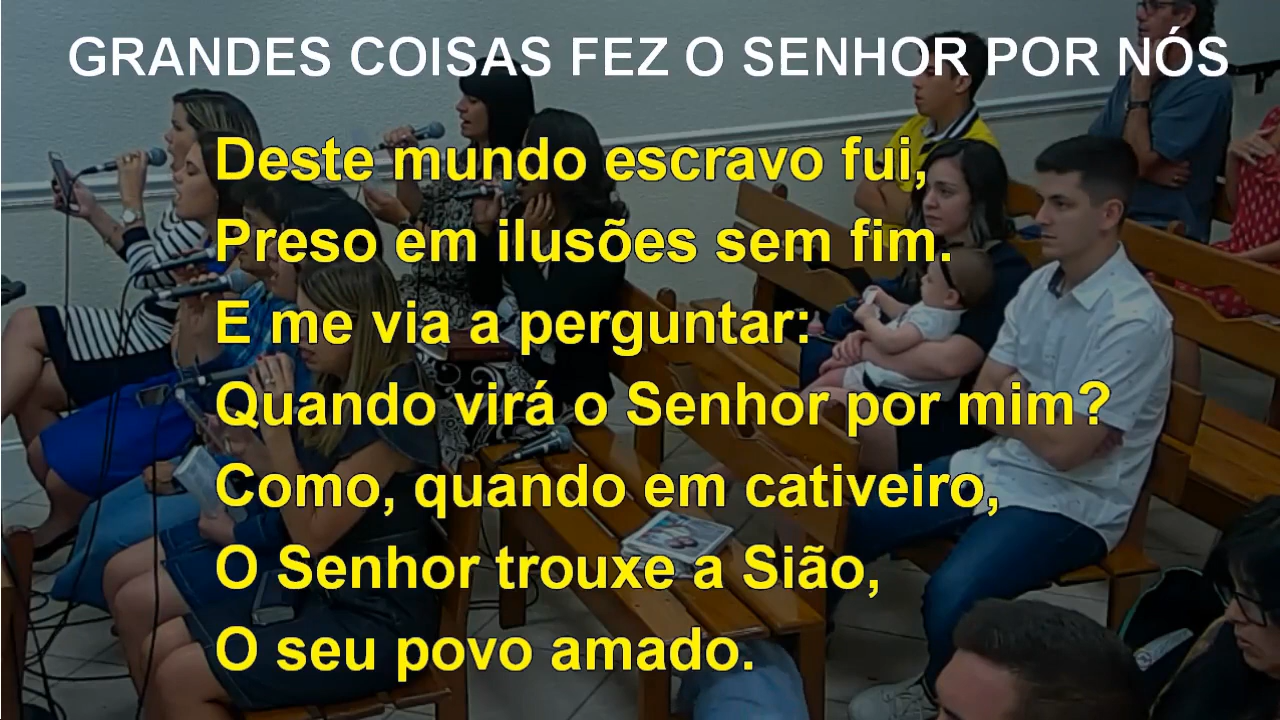 GRANDES COISAS FEZ O SENHOR POR NÓS
Deste mundo escravo fui,
Preso em ilusões sem fim.
E me via a perguntar:
Quando virá o Senhor por mim?
Como, quando em cativeiro,
O Senhor trouxe a Sião,
O seu povo amado.